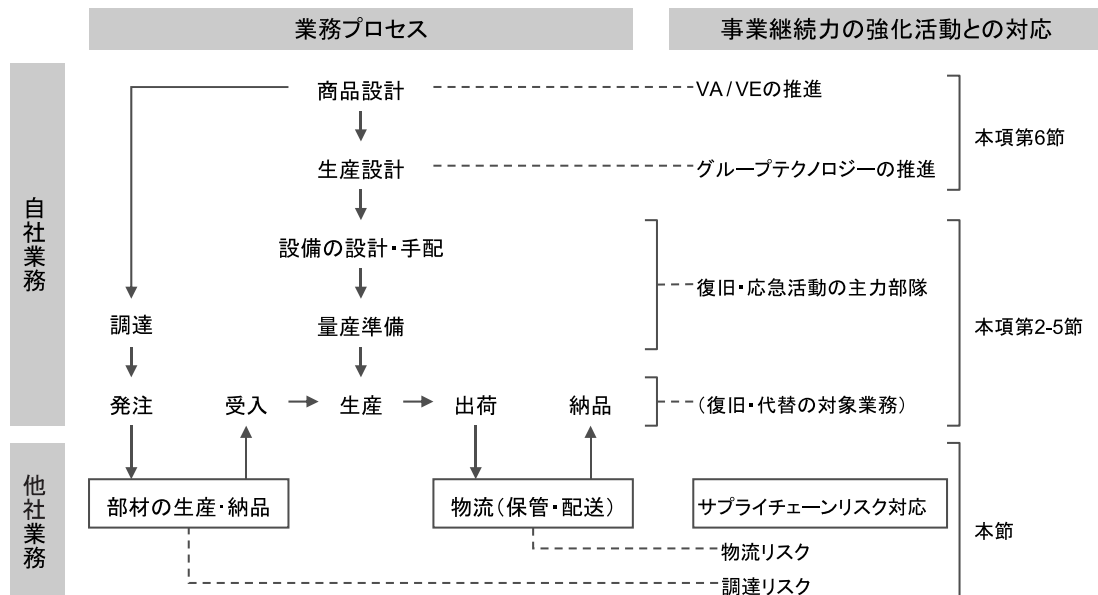 業務プロセス
事業継続力の強化活動との対応
自社業務
商品設計
VA/VEの推進
本項第6節
生産設計
グループテクノロジーの推進
設備の設計・手配
復旧・応急活動の主力部隊
調達
量産準備
本項第2-5節
発注
受入
生産
出荷
納品
(復旧・代替の対象業務)
他社業務
部材の生産・納品
物流(保管・配送)
サプライチェーンリスク対応
本節
物流リスク
調達リスク